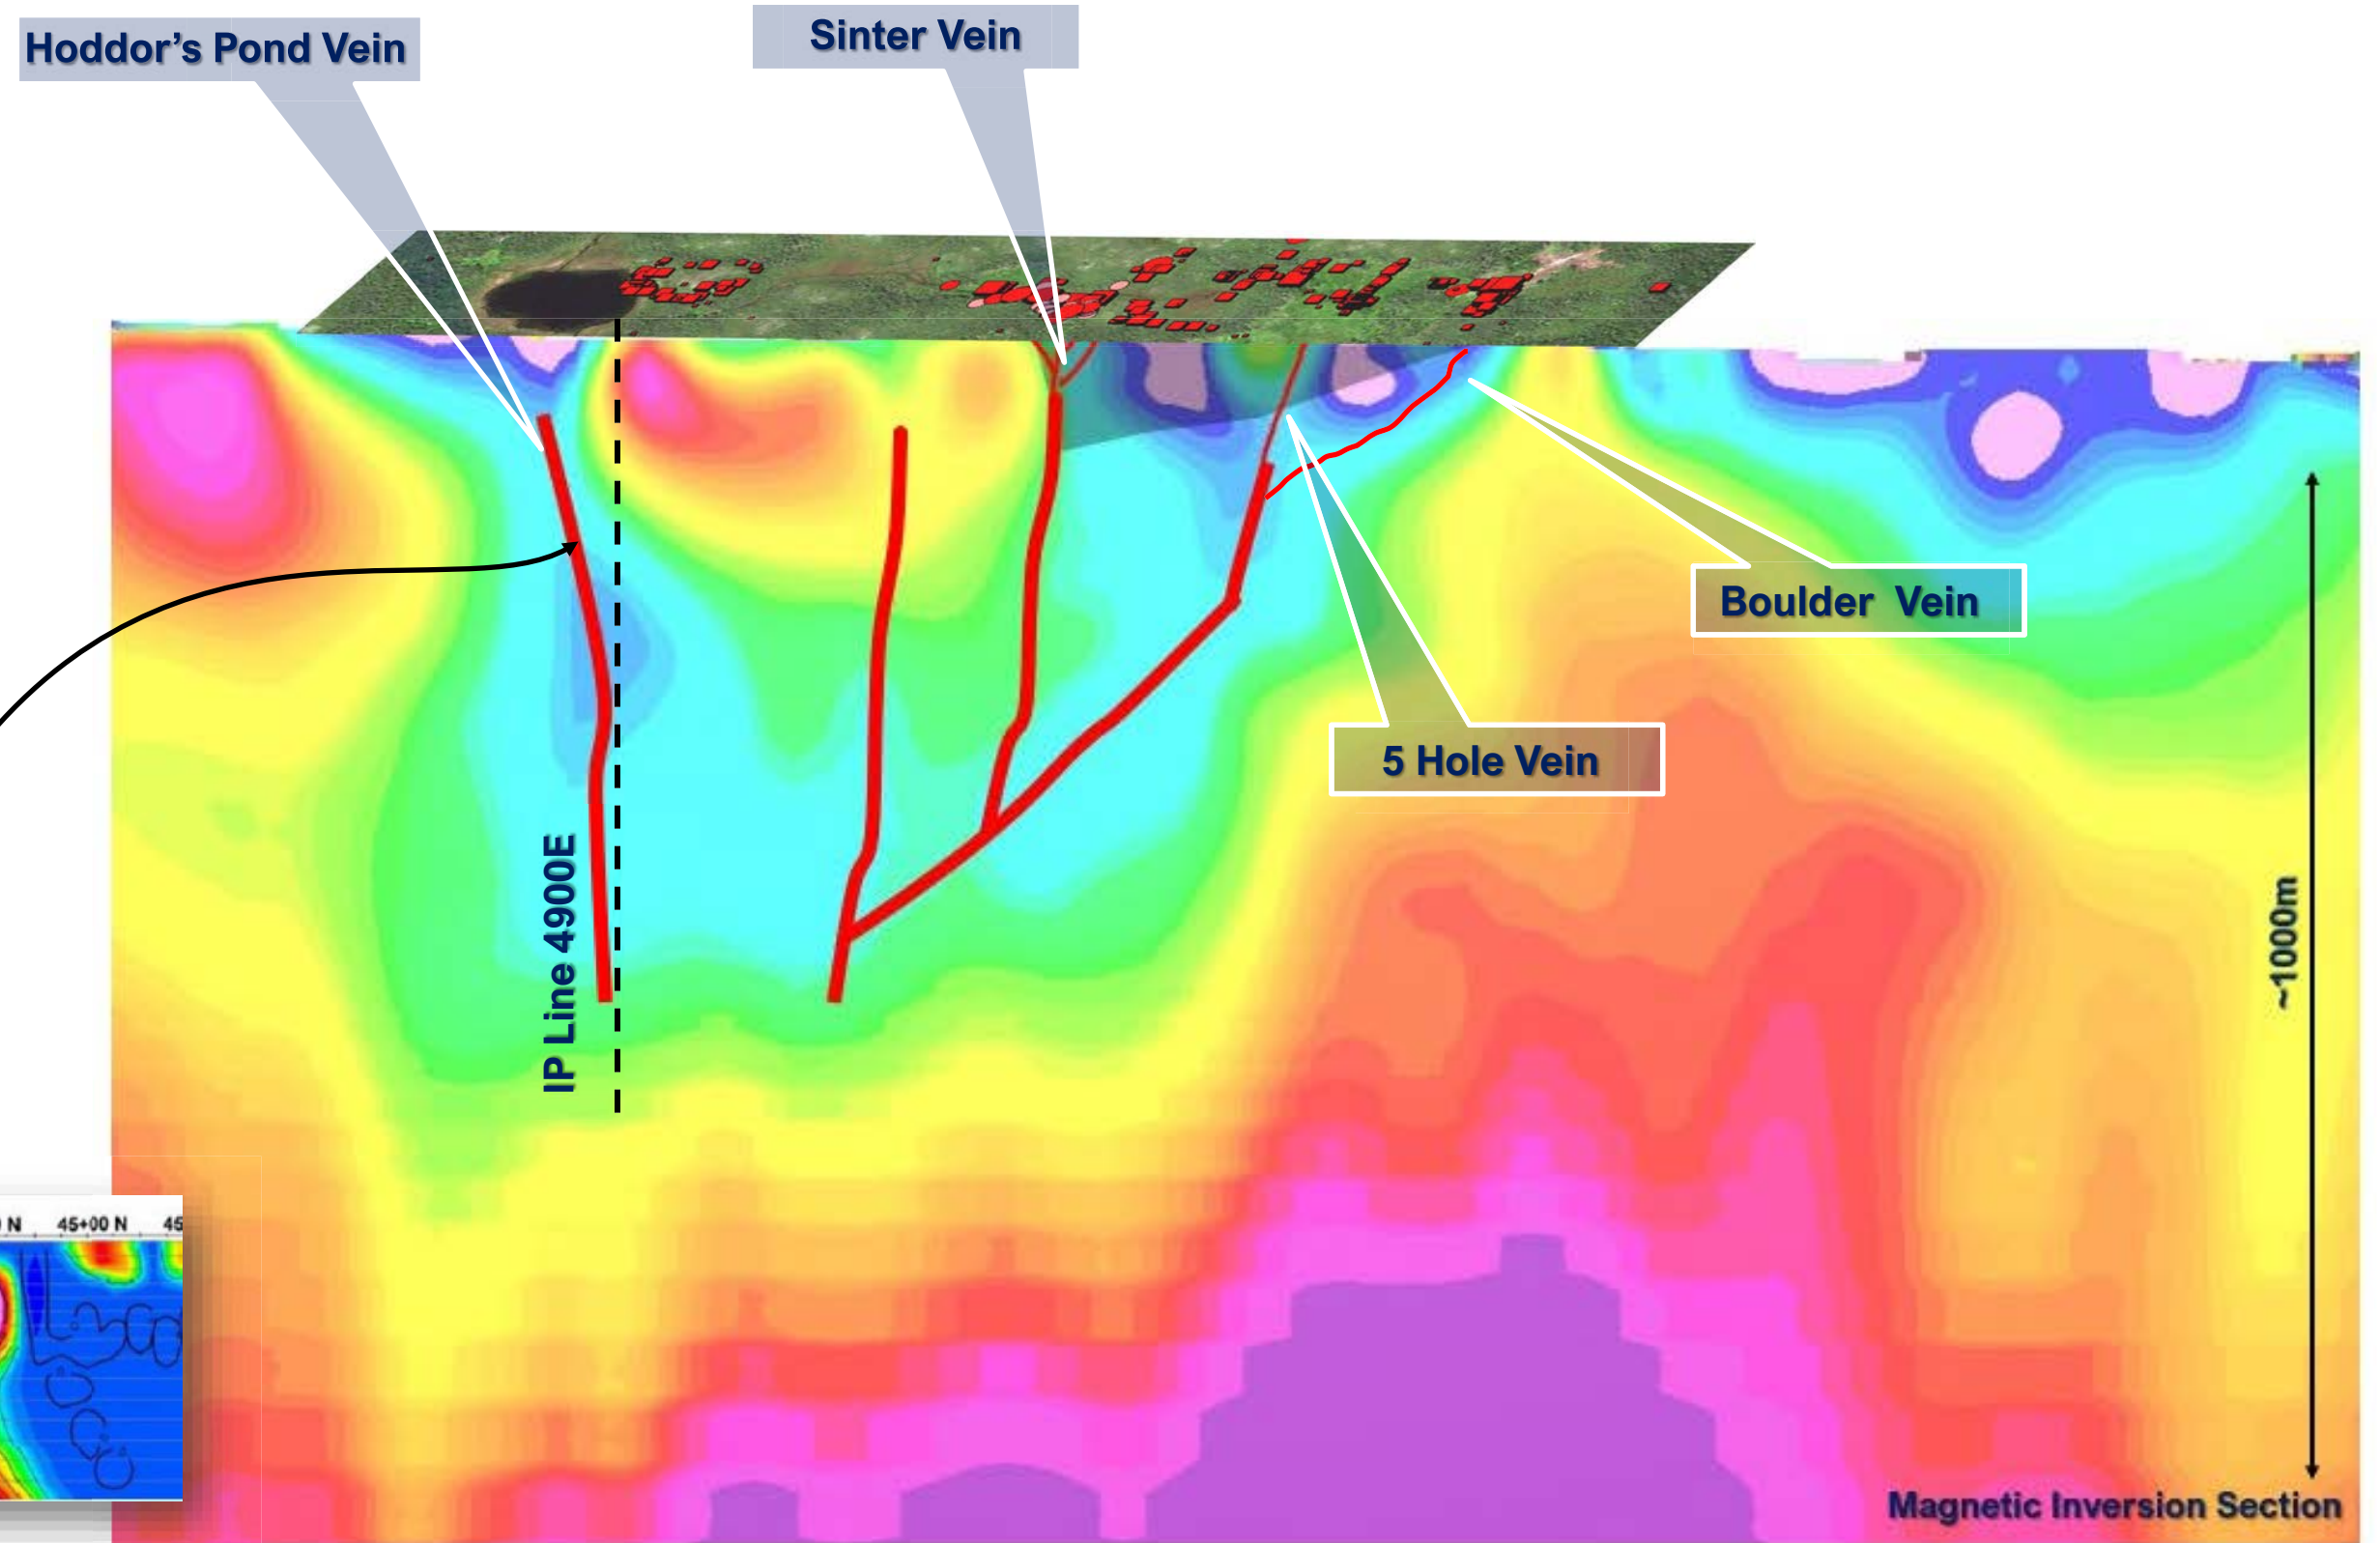 Hoddor's Pond Vein
Sinter Vein
Boulder Vein
5 Hole Vein
IP Line 4900E
~1000m
N 45+00 N 45
Magnetic Inversion Section